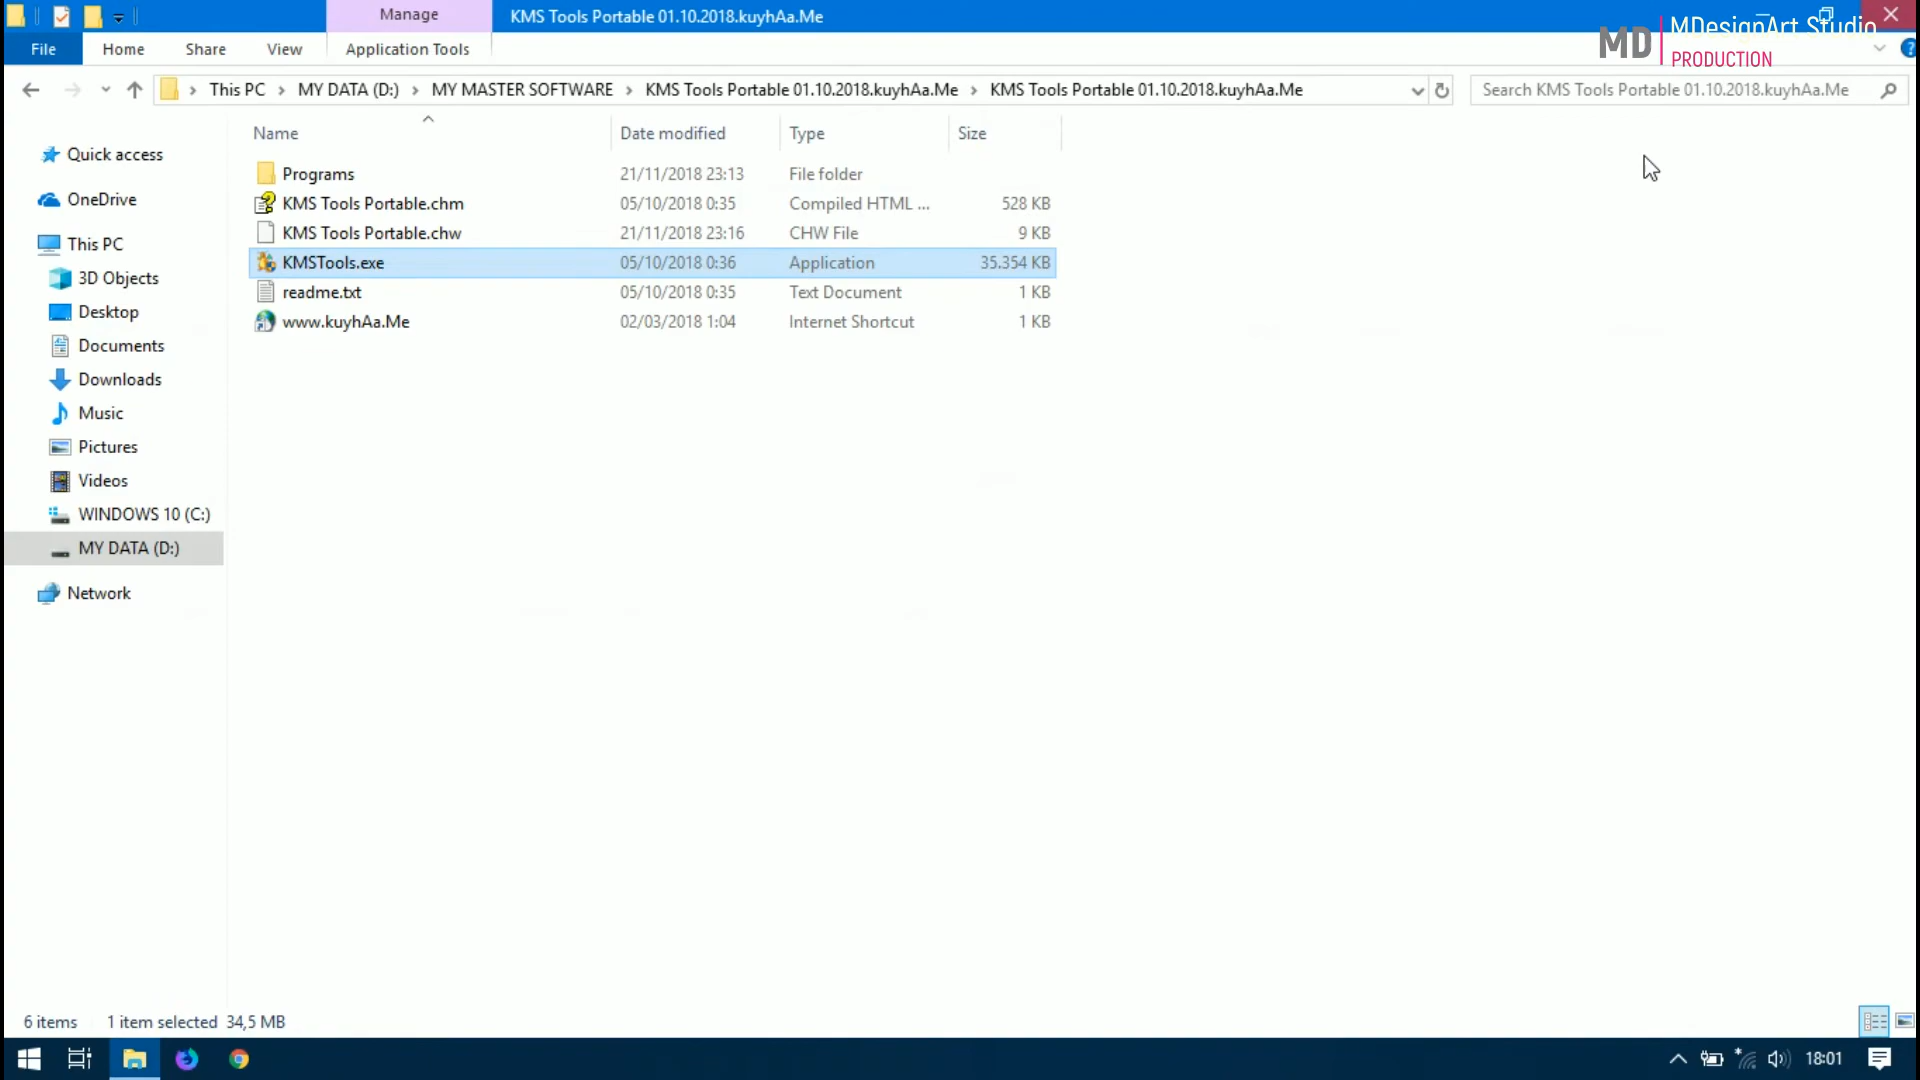 Manage
KMS Tools Portable 01.10.2018.kuyhAa.Me
MDesignArt Studio
MD
PRODUCTION
File
Home
Share
View
Application Tools
This PC
MY DATA (D:)
MY MASTER SOFTWARE
KMS Tools Portable 01.10.2018.kuyhAa.Me
KMS Tools Portable 01.10.2018.kuyhAa.Me
Search KMS Tools Portable 01.10.2018.kuyhAa.Me
Quick access
OneDrive
This PC
3D Objects
Desktop
Documents
Downloads
Music
Pictures
Videos
WINDOWS 10 (C:)
MY DATA (D:)
Network
Name Date modified Type Size
Programs 21/11/2018 23:13 File folder
KMS Tools Portable.chm 05/10/2018 0:35 Compiled HTML ... 528 KB
KMS Tools Portable.chw 21/11/2018 23:16 CHW File 9 KB
KMSTools.exe 05/10/2018 0:36 Application 35.354 KB
readme.txt 05/10/2018 0:35 Text Document 1 KB
www.kuyhAa.Me 02/03/2018 1:04 Internet Shortcut 1 KB
6 items 1 item selected 34,5 MB
18:01